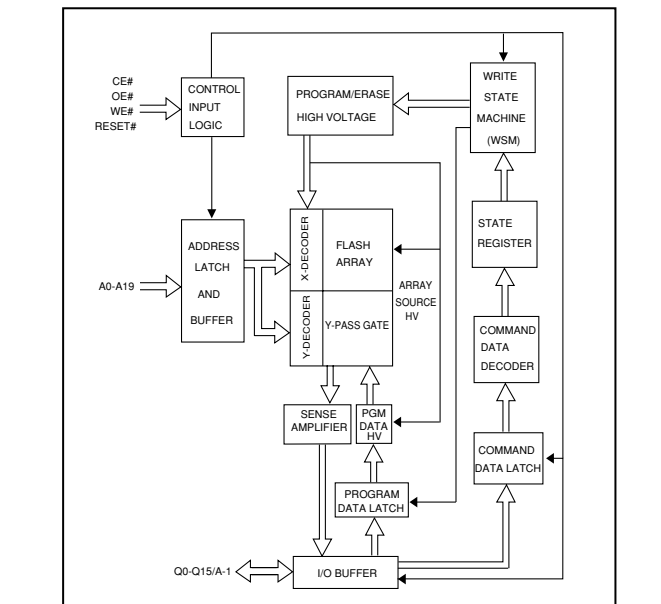 CE#
OE#
WE#
RESET#
CONTROL
INPUT
LOGIC
PROGRAM/ERASE
HIGH VOLTAGE
WRITE
STATE
MACHINE
(WSM)
A0-A19
ADDRESS
LATCH
AND
BUFFER
X-DECODER
FLASH
ARRAY
Y-DECODER
Y-PASS GATE
ARRAY
SOURCE
HV
STATE
REGISTER
COMMAND
DATA
DECODER
SENSE
AMPLIFIER
PGM
DATA
HV
COMMAND
DATA LATCH
PROGRAM
DATA LATCH
Q0-Q15/A-1
I/O BUFFER